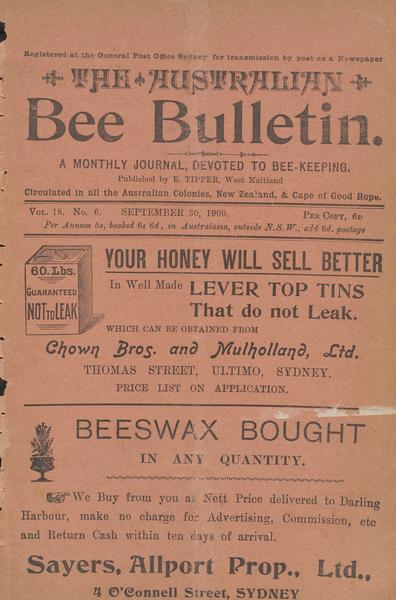 Registered at the General Post Office Sydney for transmission by post as a Newspaper
THE AUSTRALIAN
Bee Bulletin.
A MONTHLY JOURNAL, DEVOTED TO BEE-KEEPING.
Published by E. TIPPER, West Maitland
Circulated in all the Australian Colonies, New Zealand, & Cape of Good Hope.
VOL. 18. No. 6. SEPTEMBER 30, 1909, PER COPY, 6D
Per Annum 5s, booked 6s 6d, in Australasia, outside N.S.W., add 6d. postage
60.Lbs.
GUARANTEED
NOT TO LEAK
YOUR HONEY WILL SELL BETTER
In Well Made LEVER TOP TINS
That do not Leak.
WHICH CAN BE OBTAINED FROM
Chown Bros. and Mulholland, Ltd.
THOMAS STREET, ULTIMO, SYDNEY.
PRICE LIST ON APPLICATION.
BEESWAX BOUGHT
IN ANY QUANTITY.
We Buy from you at Nett Price delivered to Darling
Harbour, make no charge for Advertising, Commission, etc
and Return Cash within ten days of arrival.
Sayers, Allport Prop., Ltd.,
4 O'Connell Street, SYDNEY